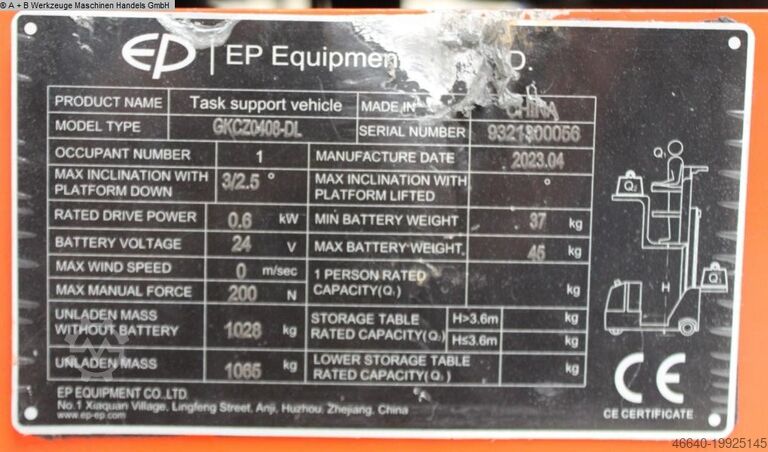 ® A + B Werkzeuge Maschinen Handels GmbH
EP EP Equipment
PRODUCT NAME Task support vehicle MADE IN CHINA
MODEL TYPE GKCZ0408-DL SERIAL NUMBER
OCCUPANT NUMBER 1 MANUFACTURE DATE 2023.04
MAX INCLINATION WITH PLATFORM DOWN 3/2.5 ° MAX INCLINATION WITH PLATFORM LIFTED °
RATED DRIVE POWER 0.6 kW MIN BATTERY WEIGHT 37 kg
BATTERY VOLTAGE 24 V MAX BATTERY WEIGHT 45 kg
MAX WIND SPEED 0 m/sec 1 PERSON RATED CAPACITY(Q₁) kg
MAX MANUAL FORCE 200 N
UNLADEN MASS WITHOUT BATTERY 1028 kg STORAGE TABLE RATED CAPACITY(Q₂) H>3.6m kg
H≤3.6m kg
UNLADEN MASS 1065 kg LOWER STORAGE TABLE RATED CAPACITY(Q₃) kg
Q₁
Q₂
Q₃
H
EP EQUIPMENT CO.,LTD.
No.1 Xiaquan Village, Lingfeng Street, Anji, Huzhou, Zhejiang, China
www.ep-ep.com
CE
CE CERTIFICATE
46640-19925145